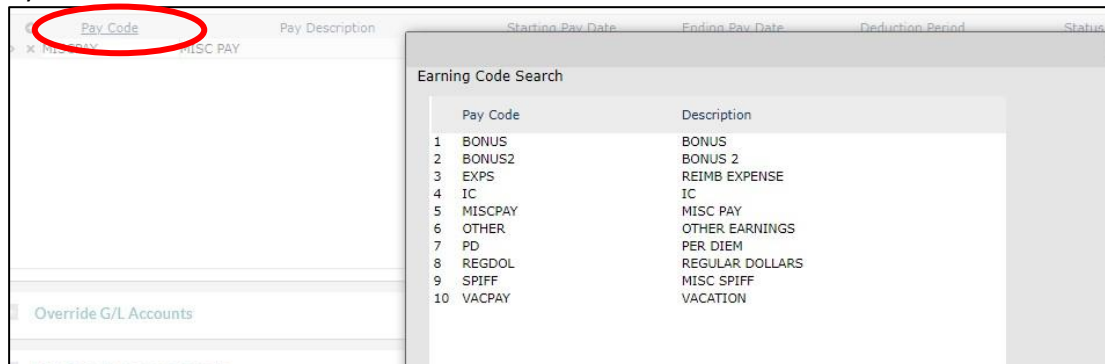 Pay Code Pay Description Starting Pay Date Ending Pay Date Deduction Period Status
MISCPAY MISC PAY
Earning Code Search
Pay Code Description
1 BONUS BONUS
2 BONUS2 BONUS 2
3 EXPS REIMB EXPENSE
4 IC IC
5 MISCPAY MISC PAY
6 OTHER OTHER EARNINGS
7 PD PER DIEM
8 REGDOL REGULAR DOLLARS
9 SPIFF MISC SPIFF
10 VACPAY VACATION
Override G/L Accounts